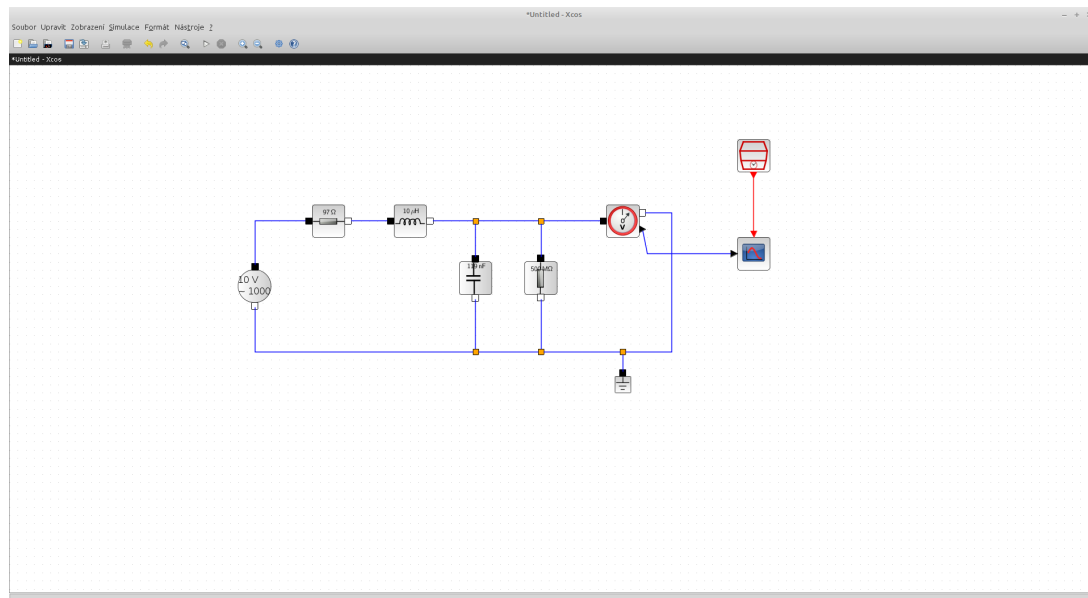 *Untitled - Xcos
Soubor Upravit Zobrazení Simulace Formát Nástroje ?
*Untitled - Xcos
97 Ω
10 μH
10 V
~ 1000